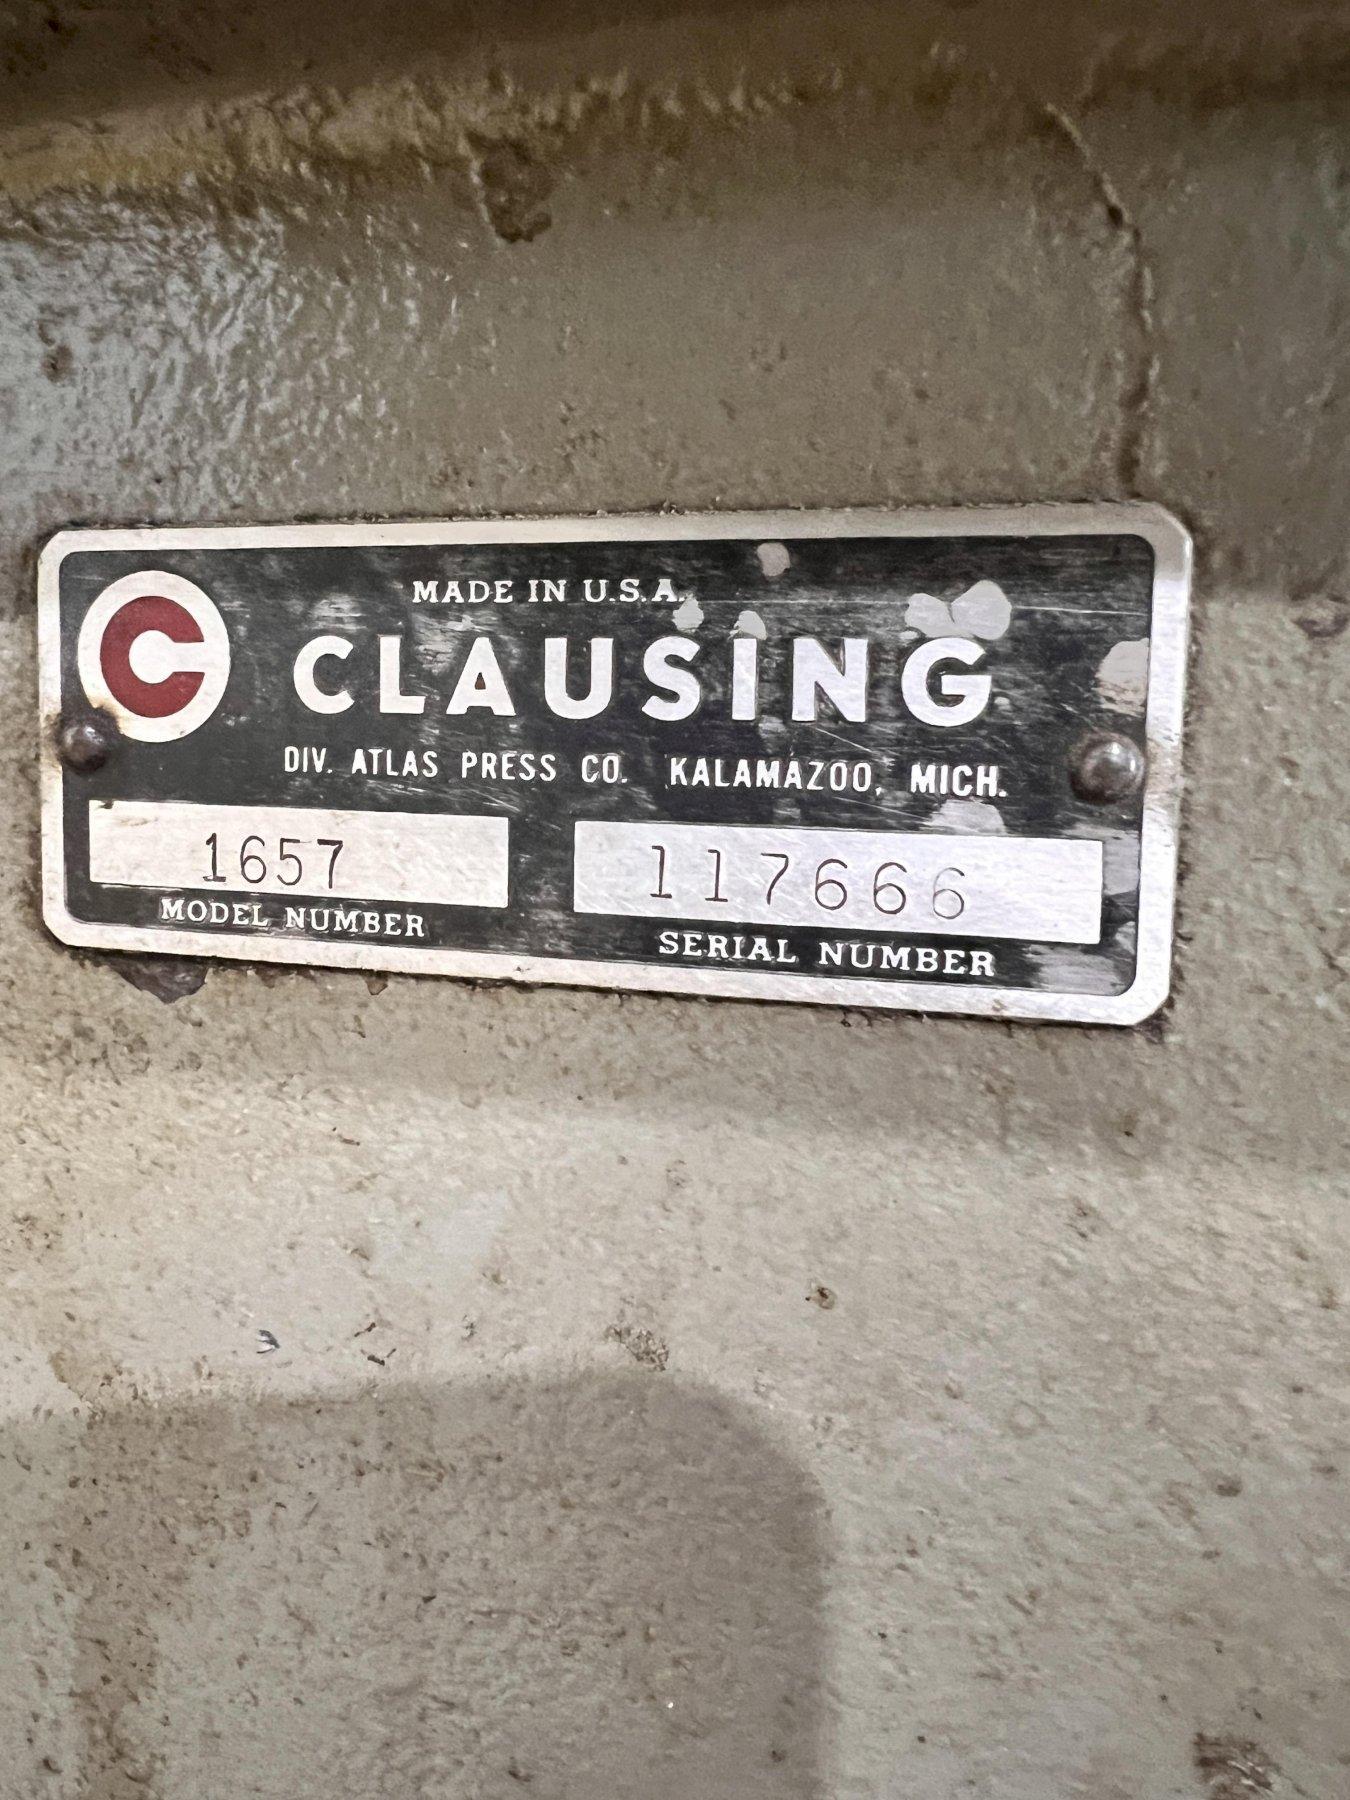 MADE IN U.S.A.
C CLAUSING
DIV. ATLAS PRESS CO. KALAMAZOO, MICH.
1657 117666
MODEL NUMBER SERIAL NUMBER